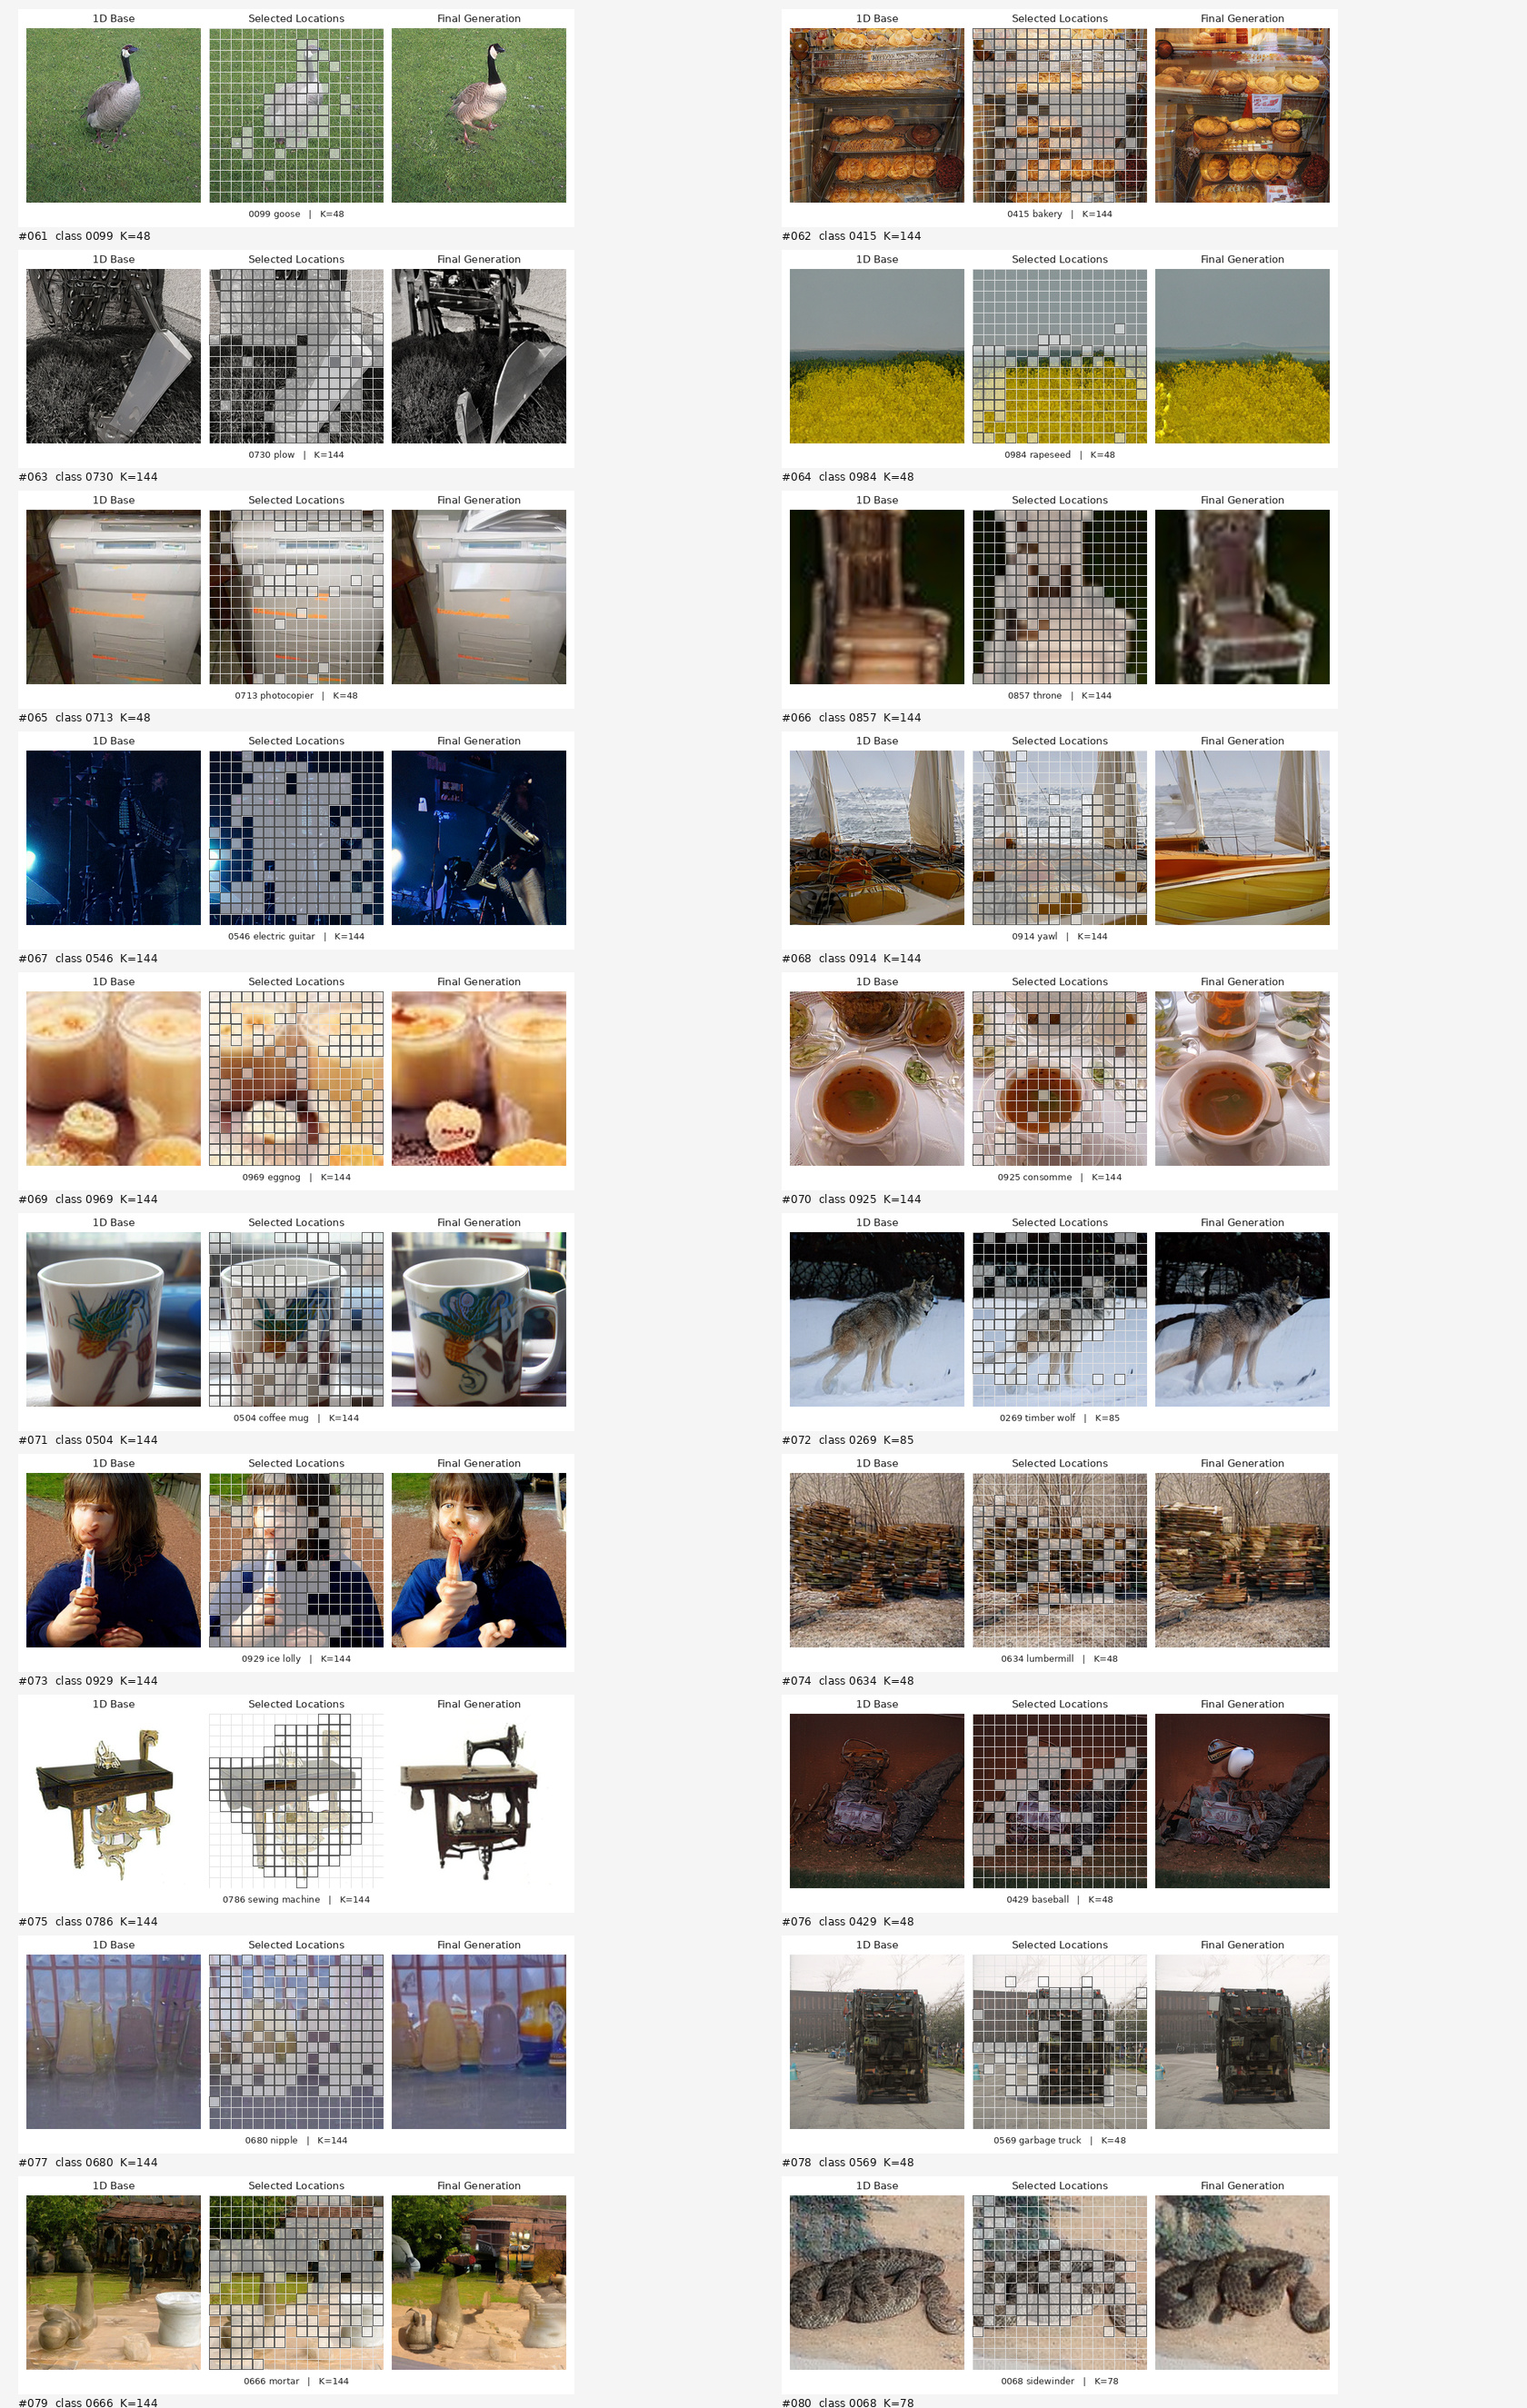 1D Base Selected Locations Final Generation
0099 goose | K=48
#061 class 0099 K=48
1D Base Selected Locations Final Generation
0415 bakery | K=144
#062 class 0415 K=144
1D Base Selected Locations Final Generation
0730 plow | K=144
#063 class 0730 K=144
1D Base Selected Locations Final Generation
0984 rapeseed | K=48
#064 class 0984 K=48
1D Base Selected Locations Final Generation
0713 photocopier | K=48
#065 class 0713 K=48
1D Base Selected Locations Final Generation
0857 throne | K=144
#066 class 0857 K=144
1D Base Selected Locations Final Generation
0546 electric guitar | K=144
#067 class 0546 K=144
1D Base Selected Locations Final Generation
0914 yawl | K=144
#068 class 0914 K=144
1D Base Selected Locations Final Generation
0969 eggnog | K=144
#069 class 0969 K=144
1D Base Selected Locations Final Generation
0925 consomme | K=144
#070 class 0925 K=144
1D Base Selected Locations Final Generation
0504 coffee mug | K=144
#071 class 0504 K=144
1D Base Selected Locations Final Generation
0269 timber wolf | K=85
#072 class 0269 K=85
1D Base Selected Locations Final Generation
0929 ice lolly | K=144
#073 class 0929 K=144
1D Base Selected Locations Final Generation
0634 lumbermill | K=48
#074 class 0634 K=48
1D Base Selected Locations Final Generation
0786 sewing machine | K=144
#075 class 0786 K=144
1D Base Selected Locations Final Generation
0429 baseball | K=48
#076 class 0429 K=48
1D Base Selected Locations Final Generation
0680 nipple | K=144
#077 class 0680 K=144
1D Base Selected Locations Final Generation
0569 garbage truck | K=48
#078 class 0569 K=48
1D Base Selected Locations Final Generation
0666 mortar | K=144
#079 class 0666 K=144
1D Base Selected Locations Final Generation
0068 sidewinder | K=78
#080 class 0068 K=78